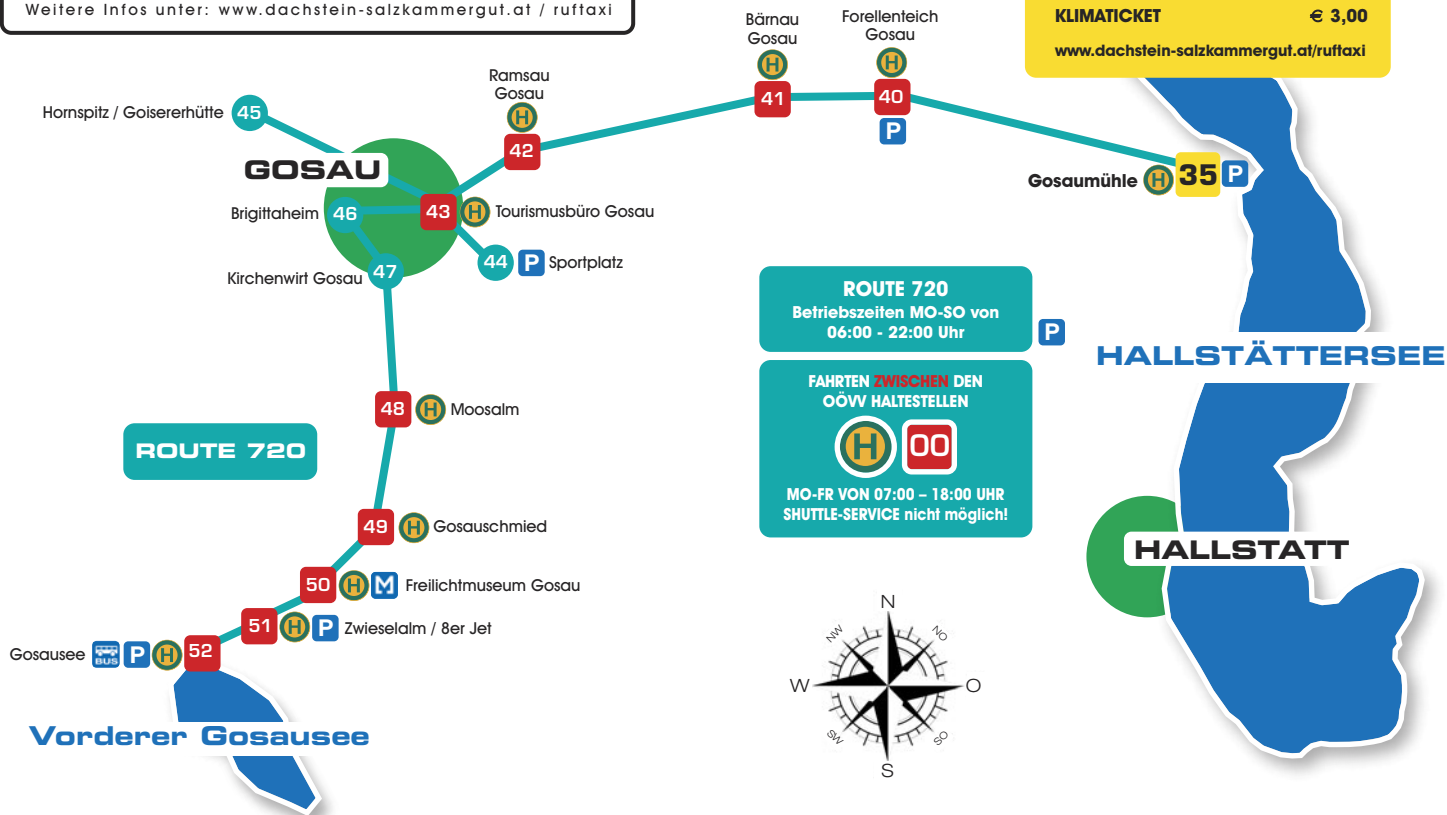 Weitere Infos unter: www.dachstein-salzkammergut.at / ruftaxi
KLIMATICKET € 3,00
www.dachstein-salzkammergut.at/ruftaxi
Bärnau
Gosau
H
41
Forellenteich
Gosau
H
40
P
Ramsau
Gosau
H
42
Hornspitz / Goisererhütte 45
GOSAU
Gosaumühle H 35 P
Brigittaheim 46
43 H Tourismusbüro Gosau
Kirchenwirt Gosau 47
44 P Sportplatz
ROUTE 720
Betriebszeiten MO-SO von
06:00 - 22:00 Uhr
P
HALLSTÄTTERSEE
FAHRTEN ZWISCHEN DEN
OÖVV HALTESTELLEN
H 00
MO-FR VON 07:00 – 18:00 UHR
SHUTTLE-SERVICE nicht möglich!
48 H Moosalm
ROUTE 720
49 H Gosauschmied
HALLSTATT
50 H M Freilichtmuseum Gosau
51 H P Zwieselalm / 8er Jet
Gosausee BUS P H 52
Vorderer Gosausee
N
NW NO
W O
SW SO
S